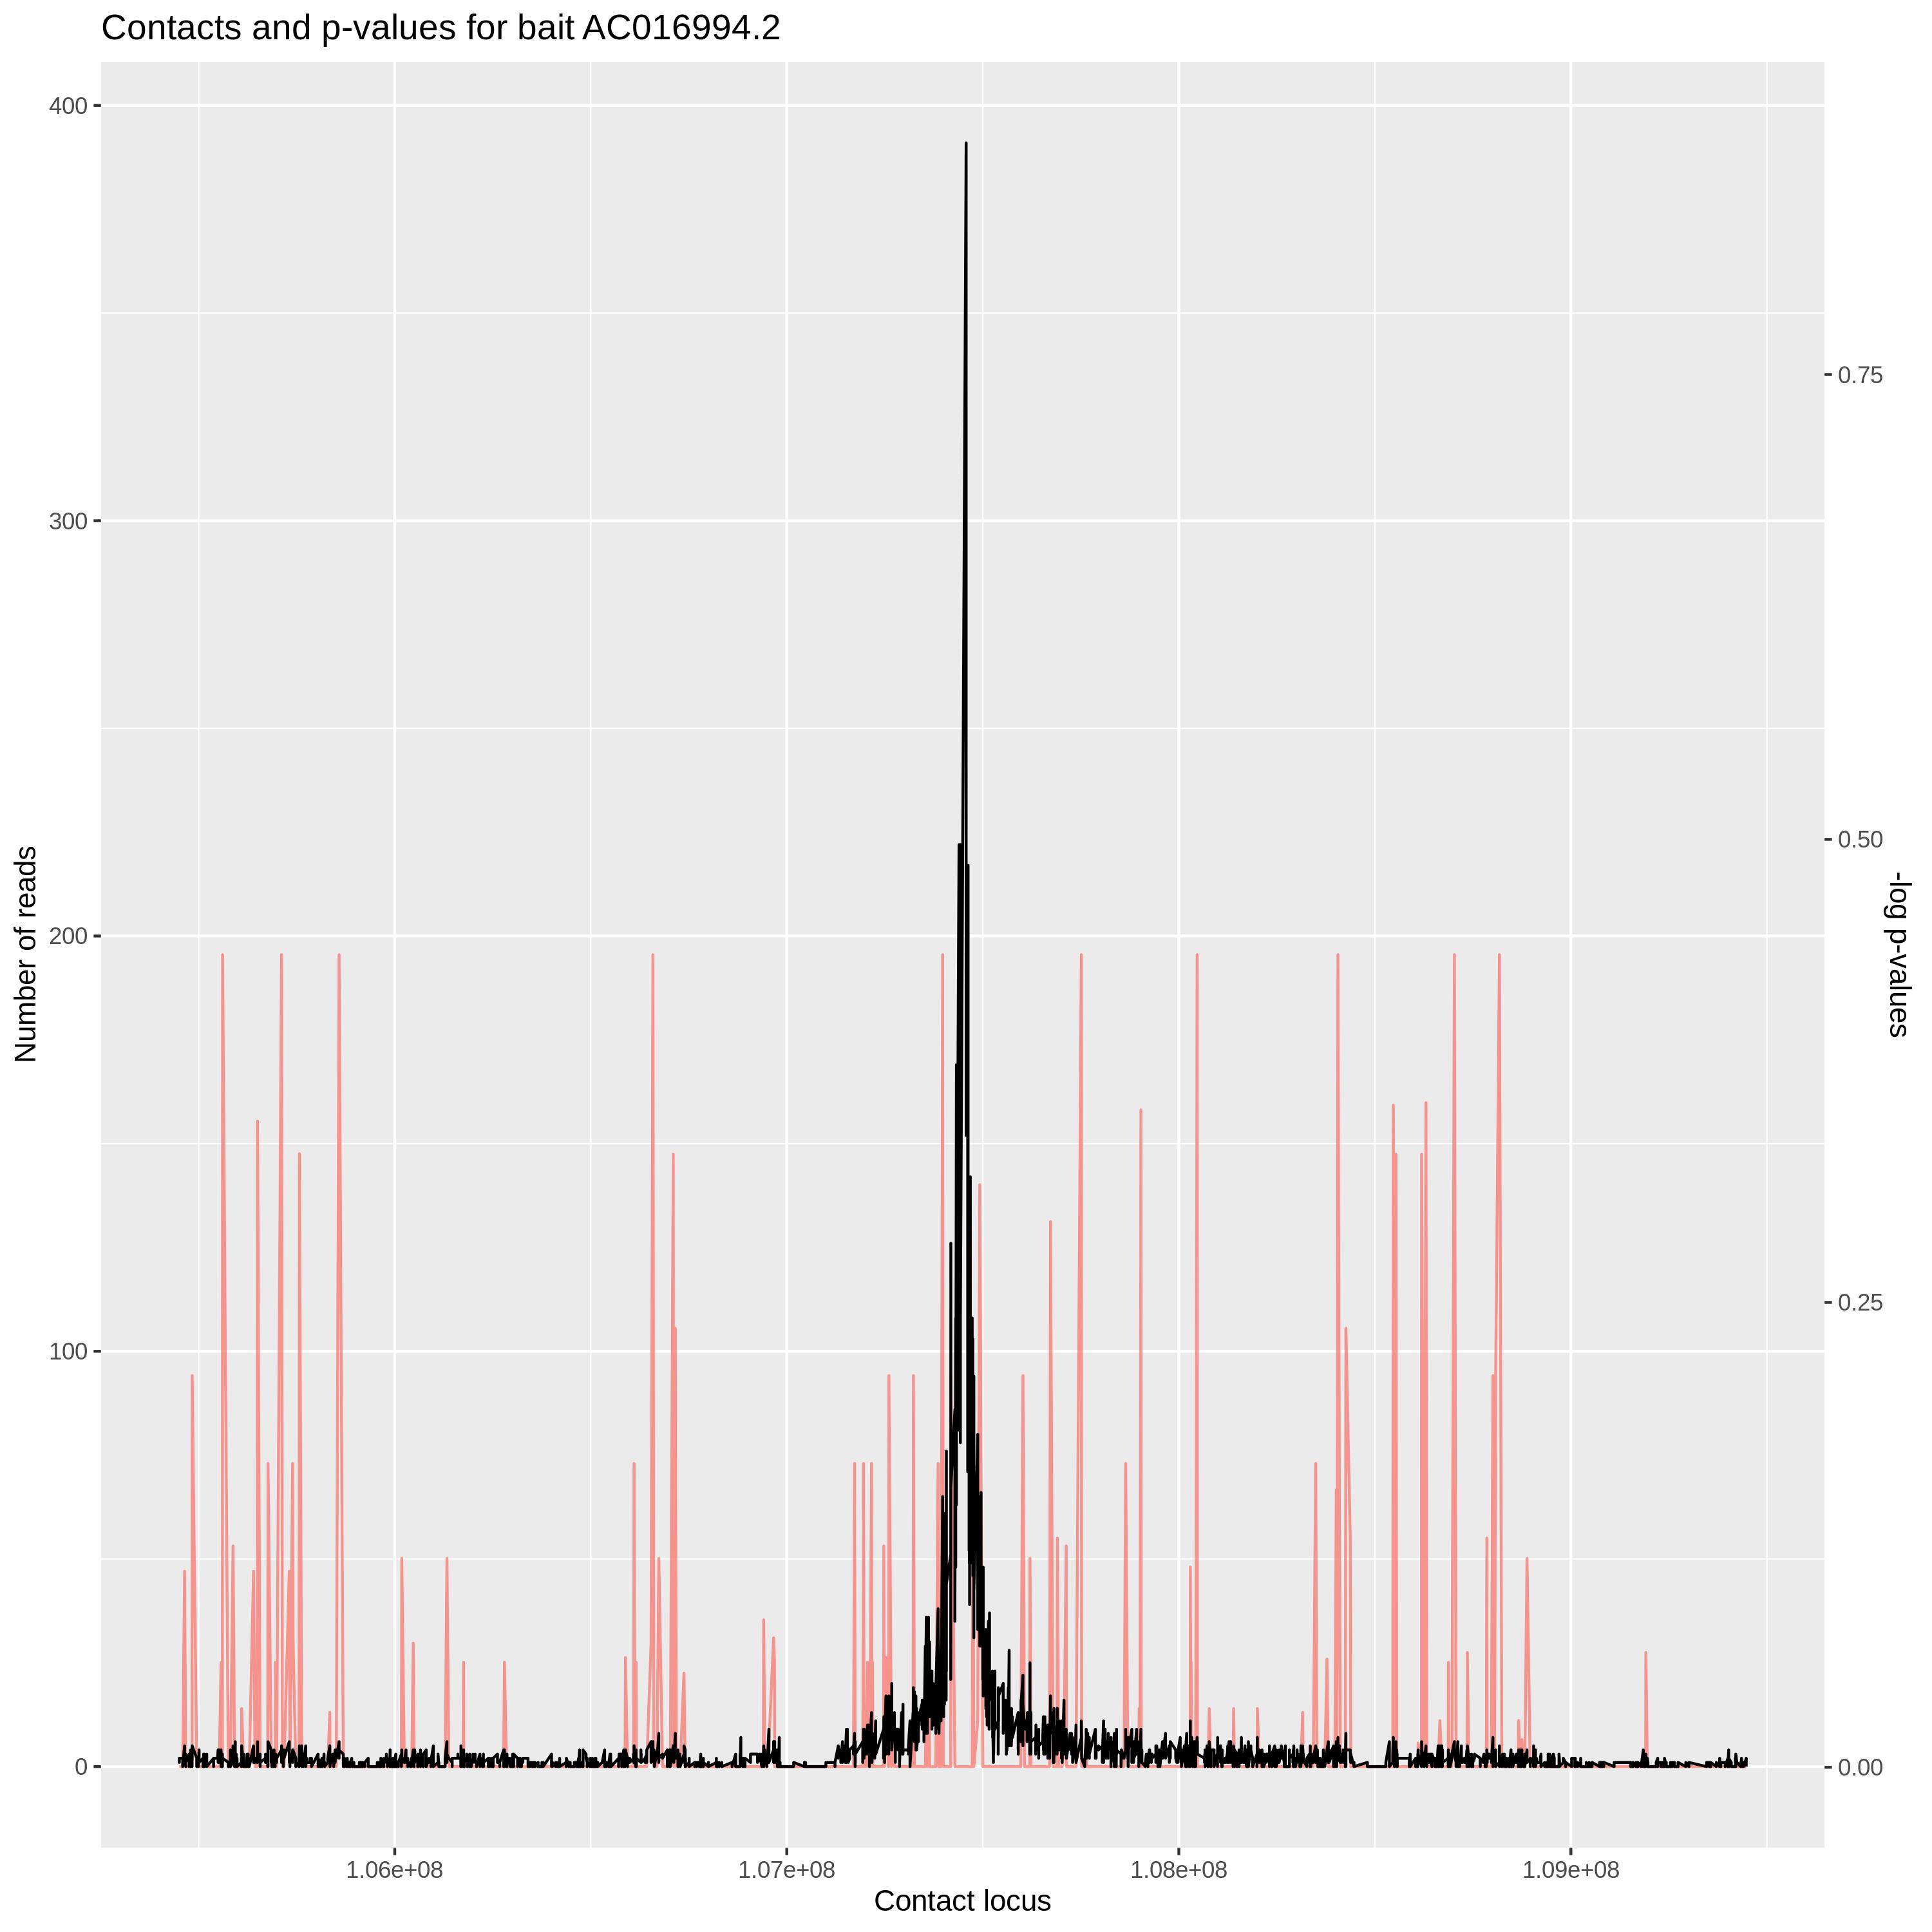 Contacts and p-values for bait AC016994.2
400
300
200
100
0
Number of reads
0.75
0.50
0.25
0.00
-log p-values
1.06e+08
1.07e+08
1.08e+08
1.09e+08
Contact locus